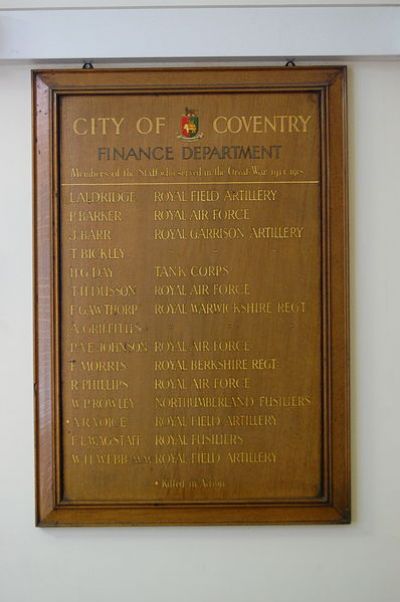 CITY OF COVENTRY
FINANCE DEPARTMENT
Members of the Staff who served in the Great War 1914-1918
L. ALDRIDGE ROYAL FIELD ARTILLERY
P. BARKER ROYAL AIR FORCE
J. BARR ROYAL GARRISON ARTILLERY
T. BICKLEY "
H.G. DAY TANK CORPS
T.H. DUSSON ROYAL AIR FORCE
F. GAWTHORP ROYAL WARWICKSHIRE REGT
A. GRIFFITHS " "
P.V.E. JOHNSON ROYAL AIR FORCE
F. MORRIS ROYAL BERKSHIRE REGT
R. PHILLIPS ROYAL AIR FORCE
W.P. ROWLEY NORTHUMBERLAND FUSILIERS
• A.R. VOICE ROYAL FIELD ARTILLERY
F.L. WAGSTAFF ROYAL FUSILIERS
W.H. WEBB ROYAL FIELD ARTILLERY
• Killed in Action